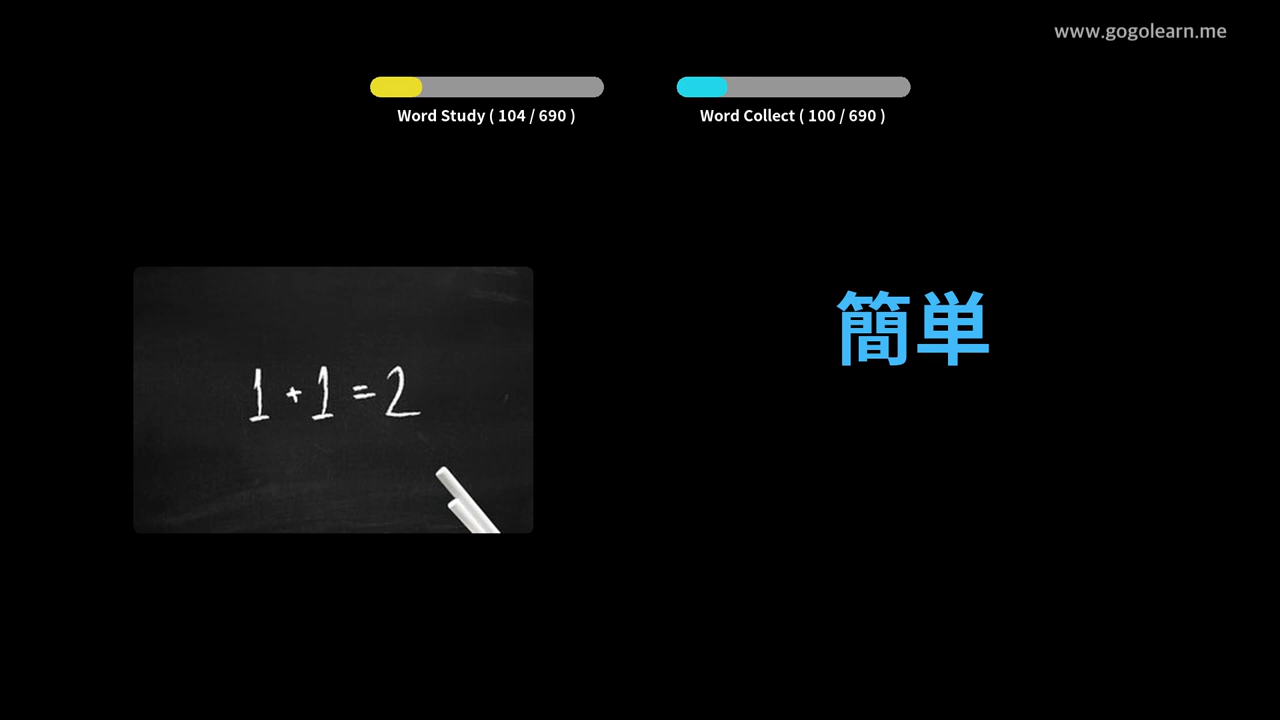 www.gogolearn.me
Word Study ( 104 / 690 )
Word Collect ( 100 / 690 )
簡単
1 + 1 = 2